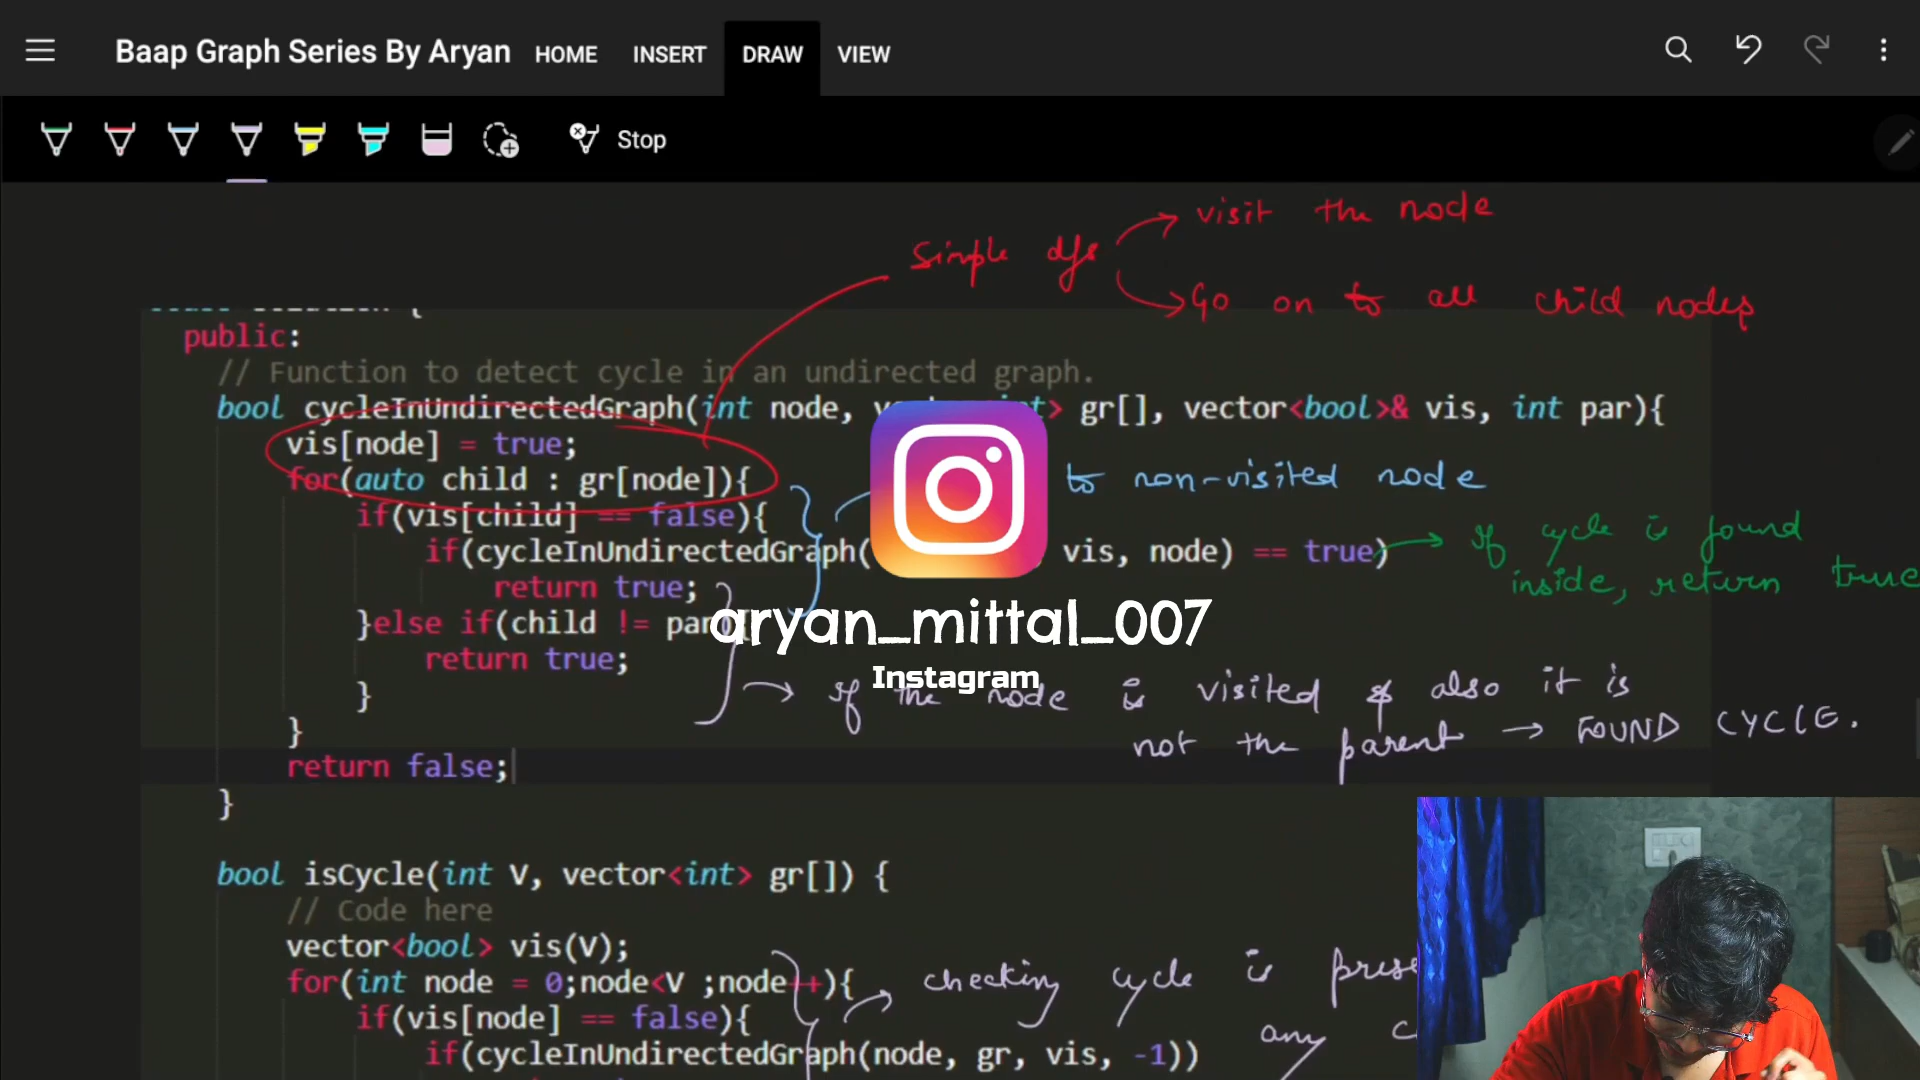 Baap Graph Series By Aryan HOME INSERT DRAW VIEW
Stop
visit the node
Simple dfs
Go on to all child nodes
public:
// Function to detect cycle in an undirected graph.
bool cycleInUndirectedGraph(int node, > gr[], vector<bool>& vis, int par){
vis[node] = true;
for(auto child : gr[node]){
to non-visited node
if(vis[child] == false){
if cycle is found
if(cycleInUndirectedGraph( vis, node) == true)
inside, return true
return true;
}else if(child != par
aryan_mittal_007
return true;
Instagram
}
if the node is visited & also it is
}
not the parent → FOUND CYCLE.
return false;
}
bool isCycle(int V, vector<int> gr[]) {
// Code here
vector<bool> vis(V);
for(int node = 0;node<V ;node++){
checking cycle is
if(vis[node] == false){
any
if(cycleInUndirectedGraph(node, gr, vis, -1))